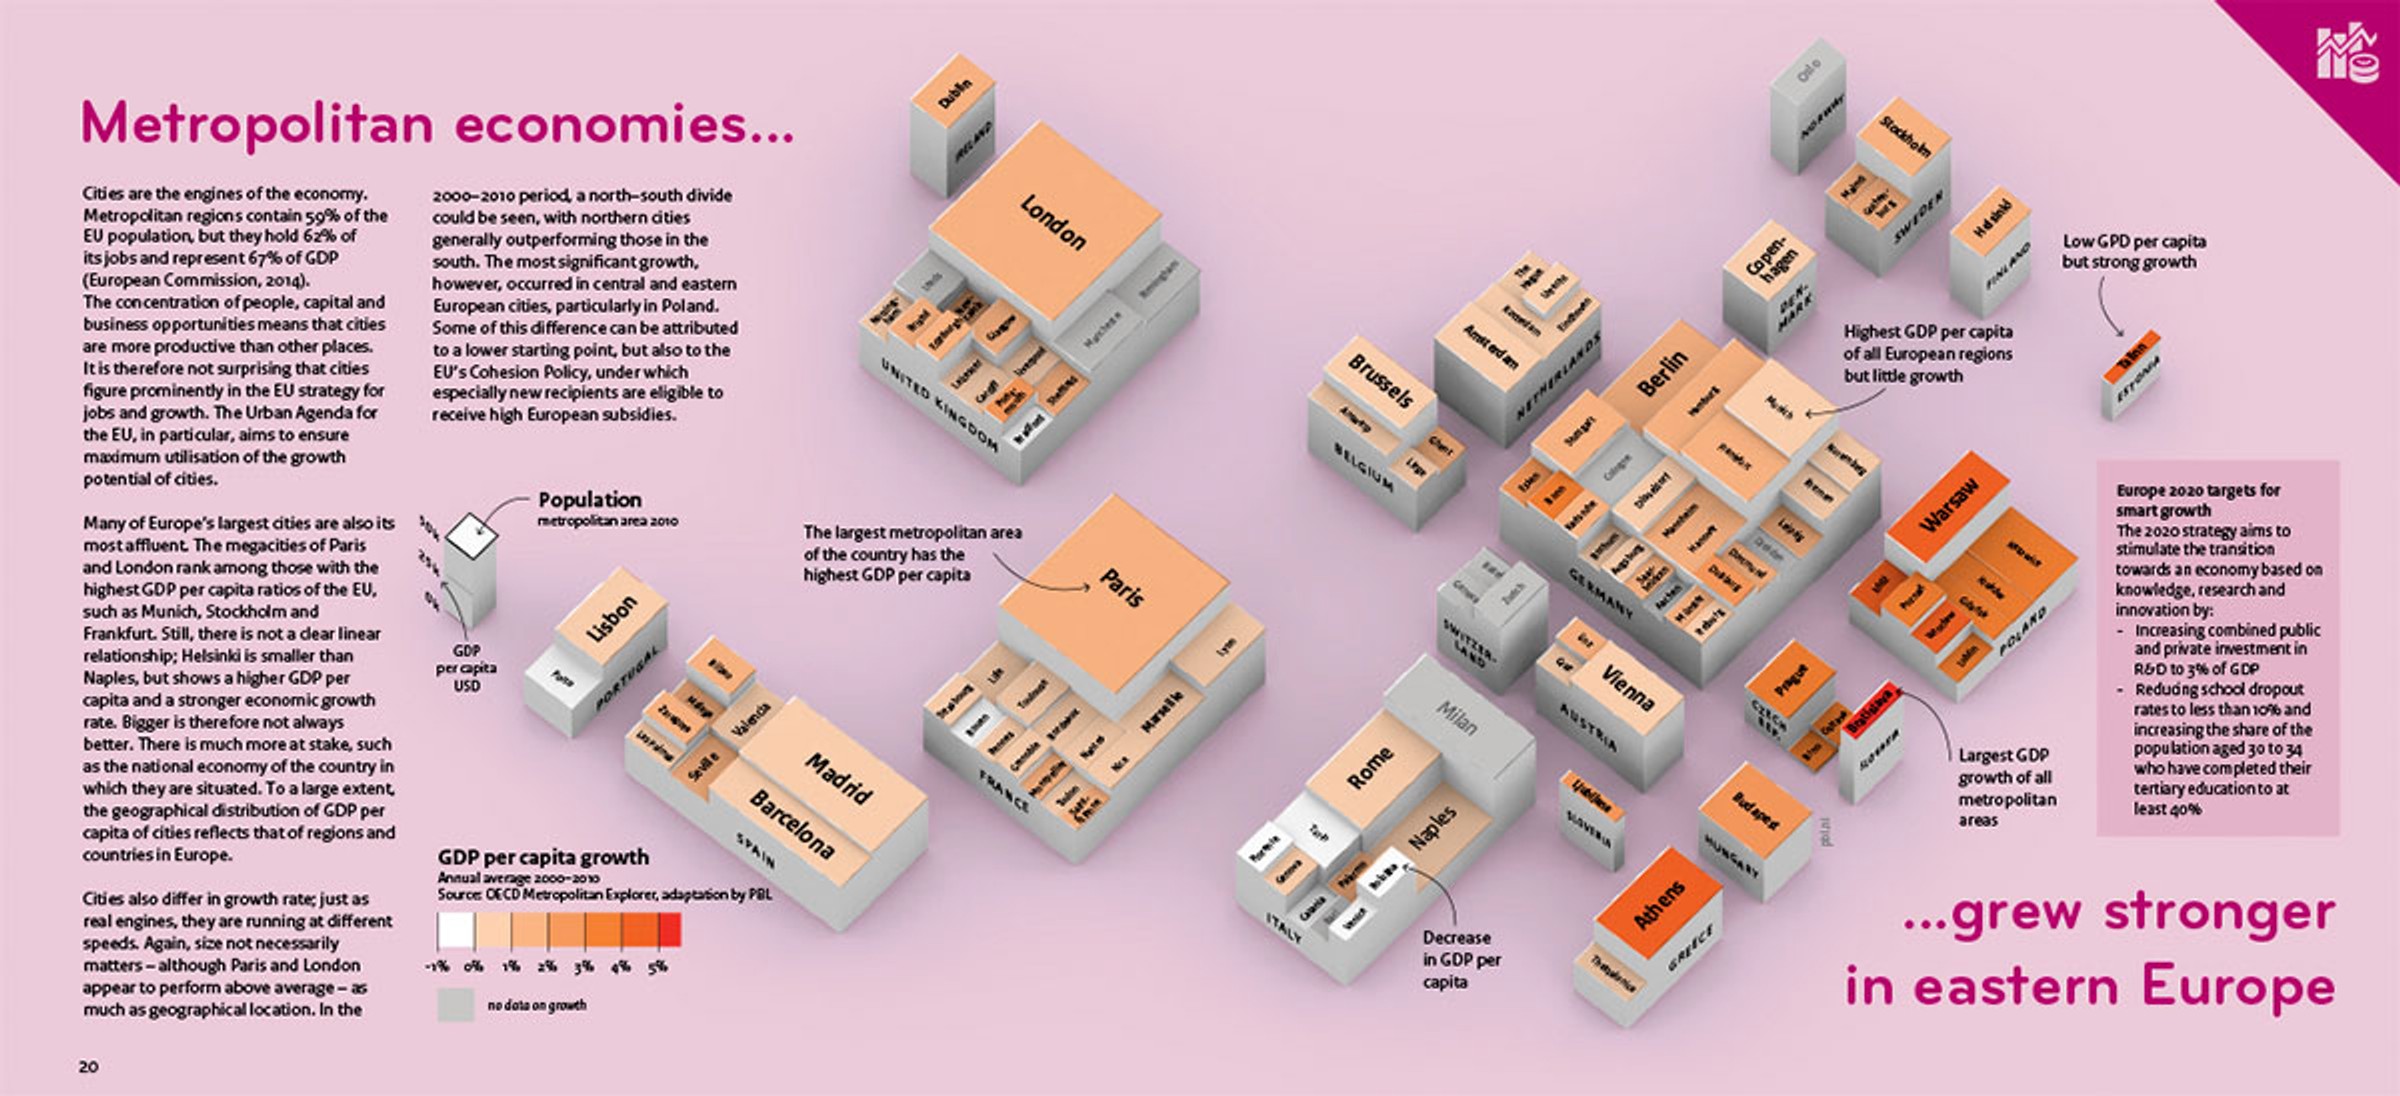 Metropolitan economies...
Cities are the engines of the economy.
Metropolitan regions contain 59% of the
EU population, but they hold 62% of
its jobs and represent 67% of GDP
(European Commission, 2014).
The concentration of people, capital and
business opportunities means that cities
are more productive than other places.
It is therefore not surprising that cities
figure prominently in the EU strategy for
jobs and growth. The Urban Agenda for
the EU, in particular, aims to ensure
maximum utilisation of the growth
potential of cities.
Many of Europe's largest cities are also its
most affluent. The megacities of Paris
and London rank among those with the
highest GDP per capita ratios of the EU,
such as Munich, Stockholm and
Frankfurt. Still, there is not a clear linear
relationship; Helsinki is smaller than
Naples, but shows a higher GDP per
capita and a stronger economic growth
rate. Bigger is therefore not always
better. There is much more at stake, such
as the national economy of the country in
which they are situated. To a large extent,
the geographical distribution of GDP per
capita of cities reflects that of regions and
countries in Europe.
Cities also differ in growth rate; just as
real engines, they are running at different
speeds. Again, size not necessarily
matters – although Paris and London
appear to perform above average – as
much as geographical location. In the
2000–2010 period, a north–south divide
could be seen, with northern cities
generally outperforming those in the
south. The most significant growth,
however, occurred in central and eastern
European cities, particularly in Poland.
Some of this difference can be attributed
to a lower starting point, but also to the
EU's Cohesion Policy, under which
especially new recipients are eligible to
receive high European subsidies.
Population
metropolitan area 2010
50k
25k
0k
GDP
per capita
USD
GDP per capita growth
Annual average 2000–2010
Source: OECD Metropolitan Explorer, adaptation by PBL
-1% 0% 1% 2% 3% 4% 5%
no data on growth
Dublin
IRELAND
London
Leeds
Birmingham
Manchester
Bristol
Edinburgh
Glasgow
Leicester
Liverpool
Cardiff
Sheffield
Bradford
UNITED KINGDOM
The largest metropolitan area
of the country has the
highest GDP per capita
Paris
Lyon
Lille
Toulouse
Strasbourg
Rouen
Rennes
Bordeaux
Marseille
Grenoble
Nantes
Nice
Montpellier
Toulon
FRANCE
Lisbon
Porto
PORTUGAL
Bilbao
Malaga
Zaragoza
Valencia
Las Palmas
Seville
Madrid
Barcelona
SPAIN
Oslo
NORWAY
Stockholm
Malmö
SWEDEN
Helsinki
FINLAND
Copen-
hagen
DEN-
MARK
Low GPD per capita
but strong growth
Tallinn
ESTONIA
The
Hague
Utrecht
Rotterdam
Eindhoven
Amsterdam
NETHERLANDS
Brussels
Antwerp
Ghent
Liege
BELGIUM
Highest GDP per capita
of all European regions
but little growth
Berlin
Hamburg
Munich
Stuttgart
Frankfurt
Cologne
Nuremberg
Essen
Bonn
Düsseldorf
Bremen
Karlsruhe
Mannheim
Leipzig
Hanover
Dresden
Bochum
Augsburg
Dortmund
Duisburg
Aachen
GERMANY
Basel
Geneva
Zurich
SWITZER-
LAND
Linz
Graz
Vienna
AUSTRIA
Warsaw
Katowice
Łódź
Poznań
Kraków
Gdańsk
Wrocław
Lublin
POLAND
Prague
Ostrava
Brno
CZECH
REP.
Bratislava
SLOVAKIA
Largest GDP
growth of all
metropolitan
areas
Milan
Rome
Naples
Turin
Florence
Genova
Palermo
Bologna
Catania
Bari
Venice
ITALY
Decrease
in GDP per
capita
Ljubljana
SLOVENIA
Budapest
HUNGARY
Athens
Thessalonica
GREECE
pbl.nl
Europe 2020 targets for
smart growth
The 2020 strategy aims to
stimulate the transition
towards an economy based on
knowledge, research and
innovation by:
- Increasing combined public
and private investment in
R&D to 3% of GDP
- Reducing school dropout
rates to less than 10% and
increasing the share of the
population aged 30 to 34
who have completed their
tertiary education to at
least 40%
...grew stronger
in eastern Europe
20